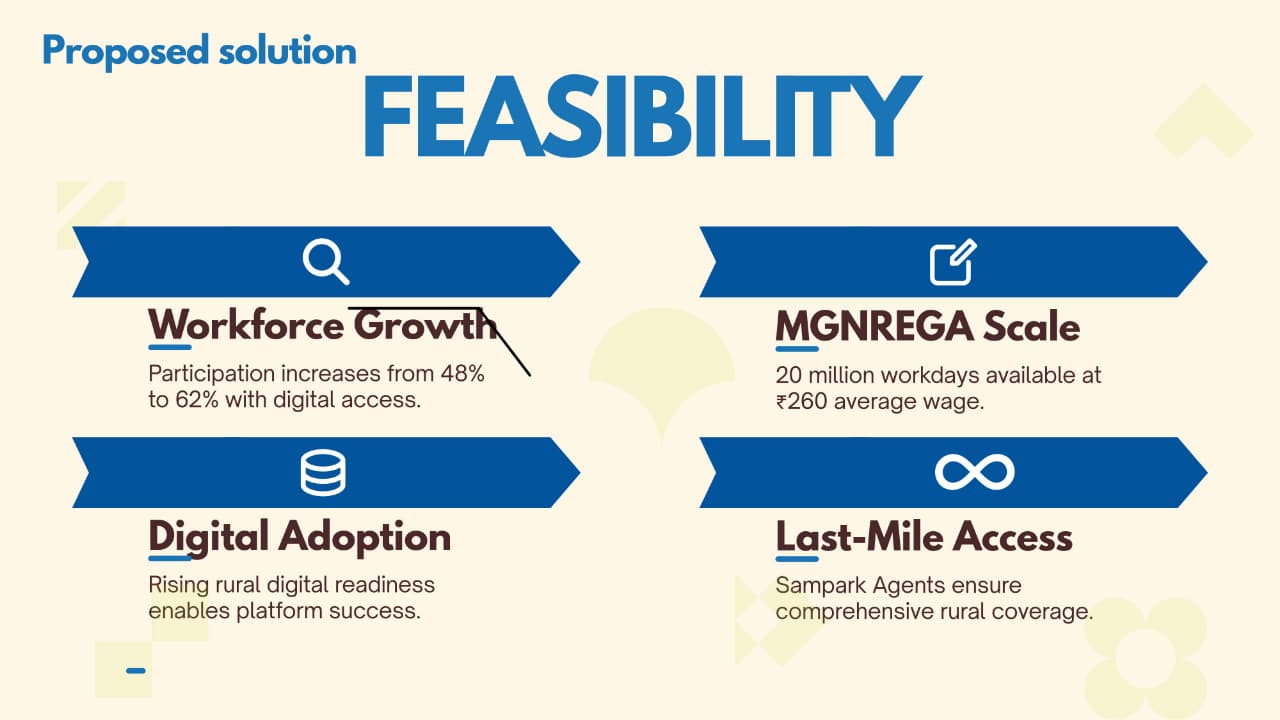 Proposed solution
FEASIBILITY
Workforce Growth
Participation increases from 48%
to 62% with digital access.
MGNREGA Scale
20 million workdays available at
₹260 average wage.
Digital Adoption
Rising rural digital readiness
enables platform success.
Last-Mile Access
Sampark Agents ensure
comprehensive rural coverage.